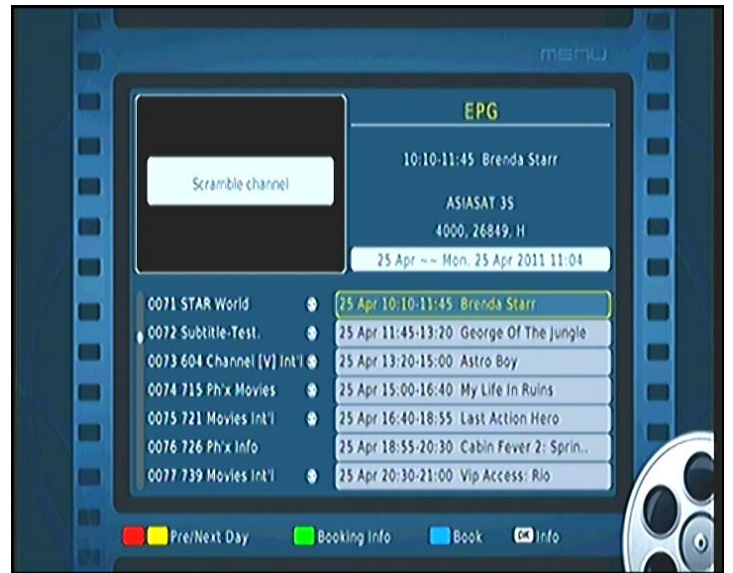 MENU
EPG
10:10-11:45 Brenda Starr
Scramble channel
ASIASAT 3S
4000, 26849, H
25 Apr ~~ Mon. 25 Apr 2011 11:04
0071 STAR World
25 Apr 10:10-11:45 Brenda Starr
0072 Subtitle-Test.
25 Apr 11:45-13:20 George Of The Jungle
0073 604 Channel [V] Int'l
25 Apr 13:20-15:00 Astro Boy
0074 715 Ph'x Movies
25 Apr 15:00-16:40 My Life In Ruins
0075 721 Movies Int'l
25 Apr 16:40-18:55 Last Action Hero
0076 726 Ph'x Info
25 Apr 18:55-20:30 Cabin Fever 2: Sprin..
0077 739 Movies Int'l
25 Apr 20:30-21:00 Vip Access: Rio
Pre/Next Day Booking Info Book OK Info